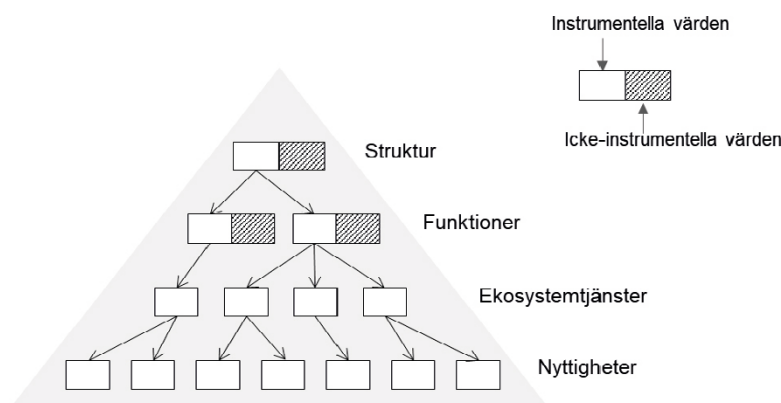 Instrumentella värden
Icke-instrumentella värden
Struktur
Funktioner
Ekosystemtjänster
Nyttigheter